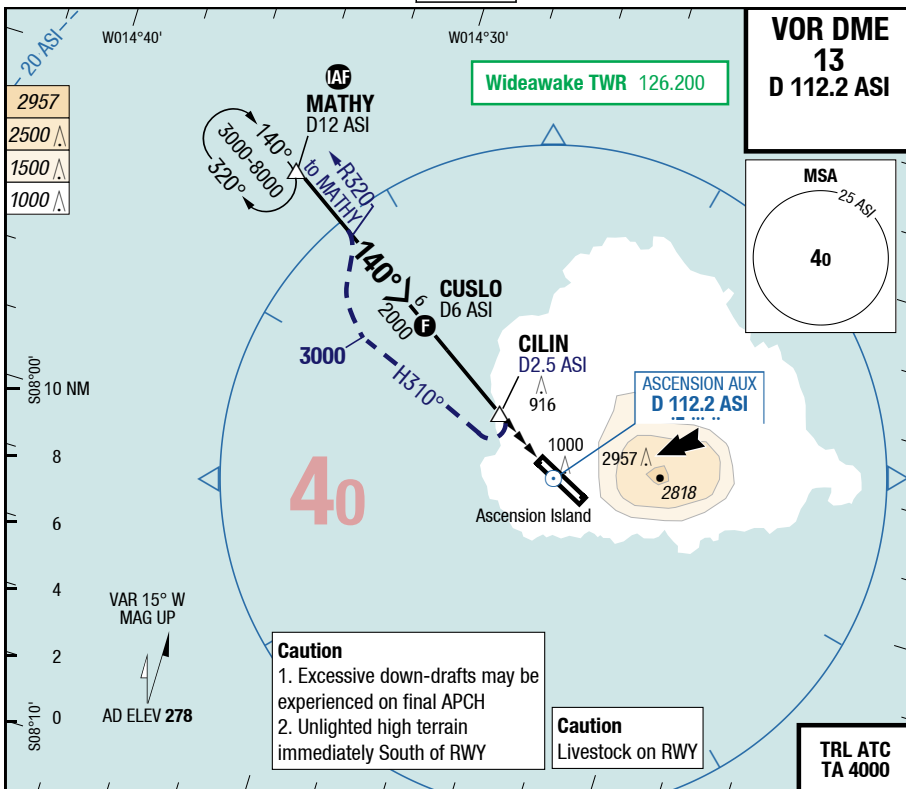 W014°40'
W014°30'
20 ASI
VOR DME
13
D 112.2 ASI
Wideawake TWR 126.200
2957
2500
1500
1000
IAF
MATHY
D12 ASI
140°
3000-8000
320°
R320
to MATHY
MSA
25 ASI
40
140°
6
2000
F
CUSLO
D6 ASI
3000
H310°
CILIN
D2.5 ASI
916
ASCENSION AUX
D 112.2 ASI
1000
2957
2818
Ascension Island
S08°00'
10 NM
8
6
4
2
0
S08°10'
40
VAR 15° W
MAG UP
AD ELEV 278
Caution
1. Excessive down-drafts may be
experienced on final APCH
2. Unlighted high terrain
immediately South of RWY
Caution
Livestock on RWY
TRL ATC
TA 4000